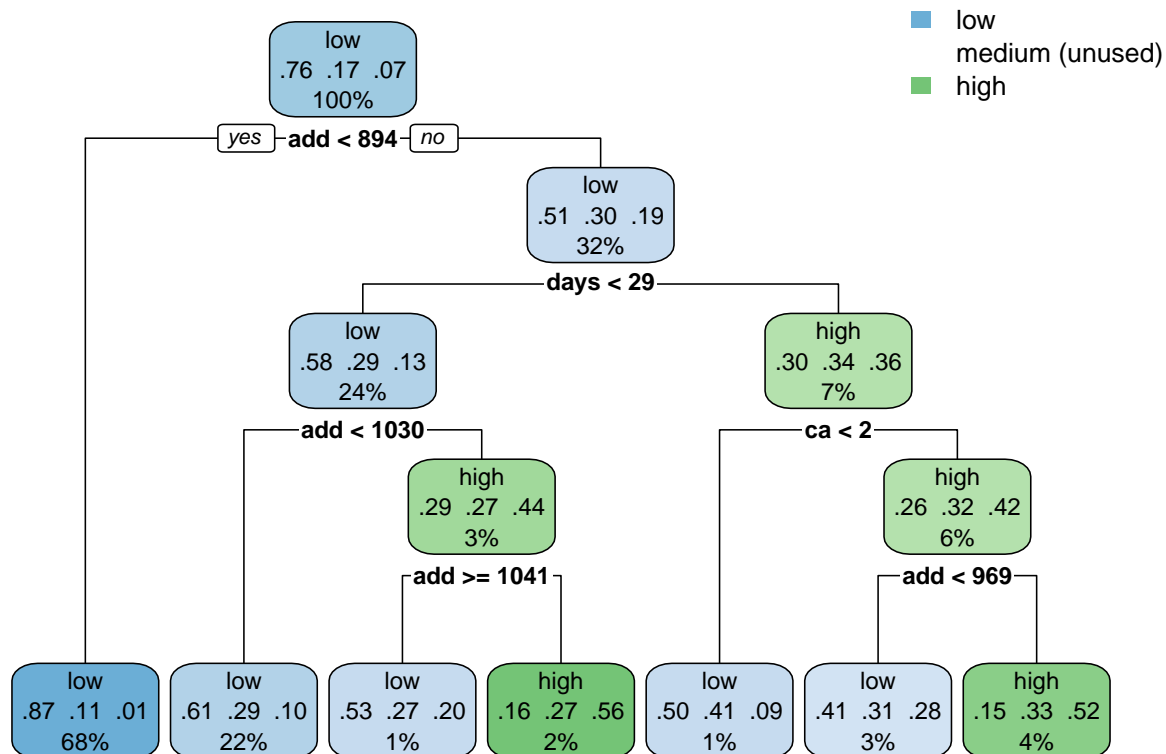 low
medium (unused)
high
low
.76 .17 .07
100%
yes add < 894 no
low
.51 .30 .19
32%
days < 29
low
.58 .29 .13
24%
high
.30 .34 .36
7%
add < 1030
ca < 2
high
.29 .27 .44
3%
high
.26 .32 .42
6%
add >= 1041
add < 969
low
.87 .11 .01
68%
low
.61 .29 .10
22%
low
.53 .27 .20
1%
high
.16 .27 .56
2%
low
.50 .41 .09
1%
low
.41 .31 .28
3%
high
.15 .33 .52
4%